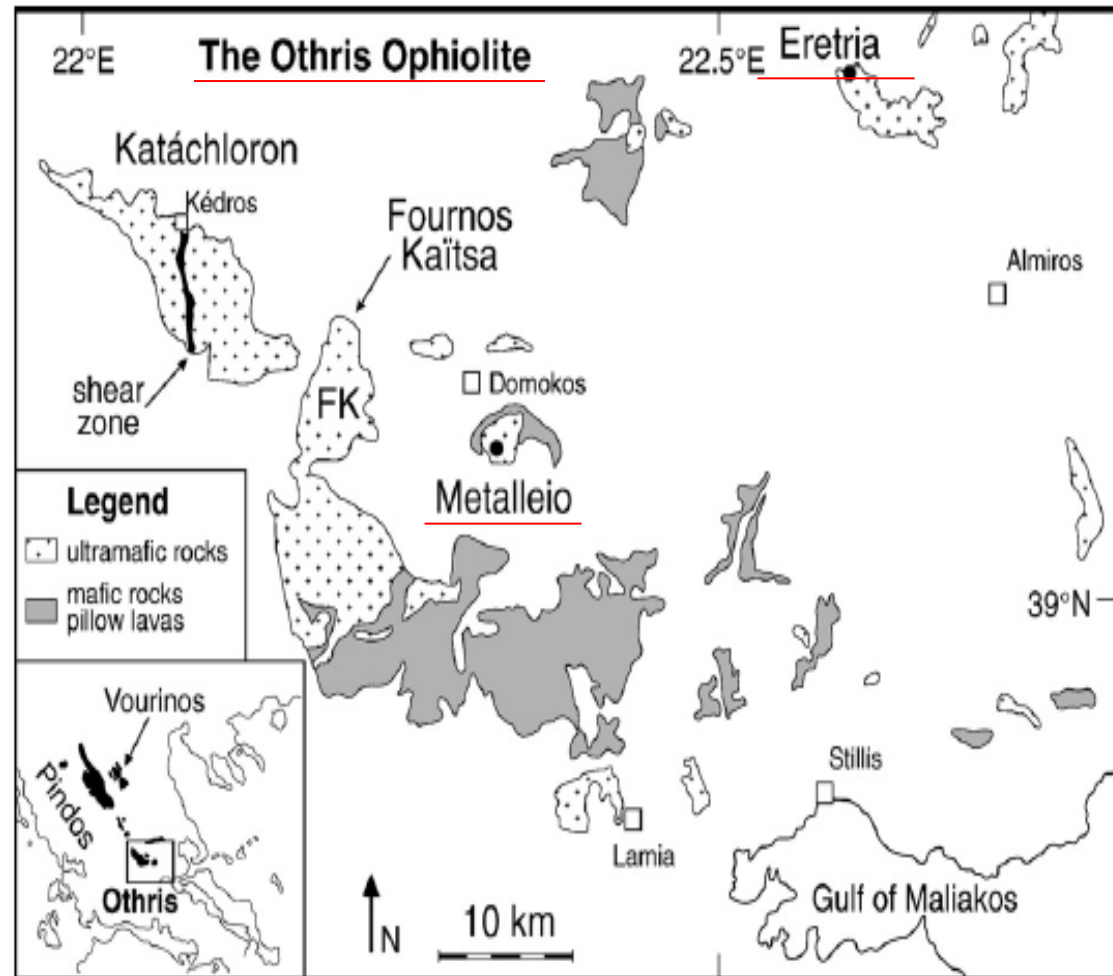 22°E
The Othris Ophiolite
22.5°E
Eretria
Katáchloron
Kédros
Fournos
Kaïtsa
Almiros
shear
zone
FK
Domokos
Metalleio
Legend
ultramafic rocks
mafic rocks
pillow lavas
39°N
Vourinos
Pindos
Othris
Stillis
Lamia
Gulf of Maliakos
N
10 km